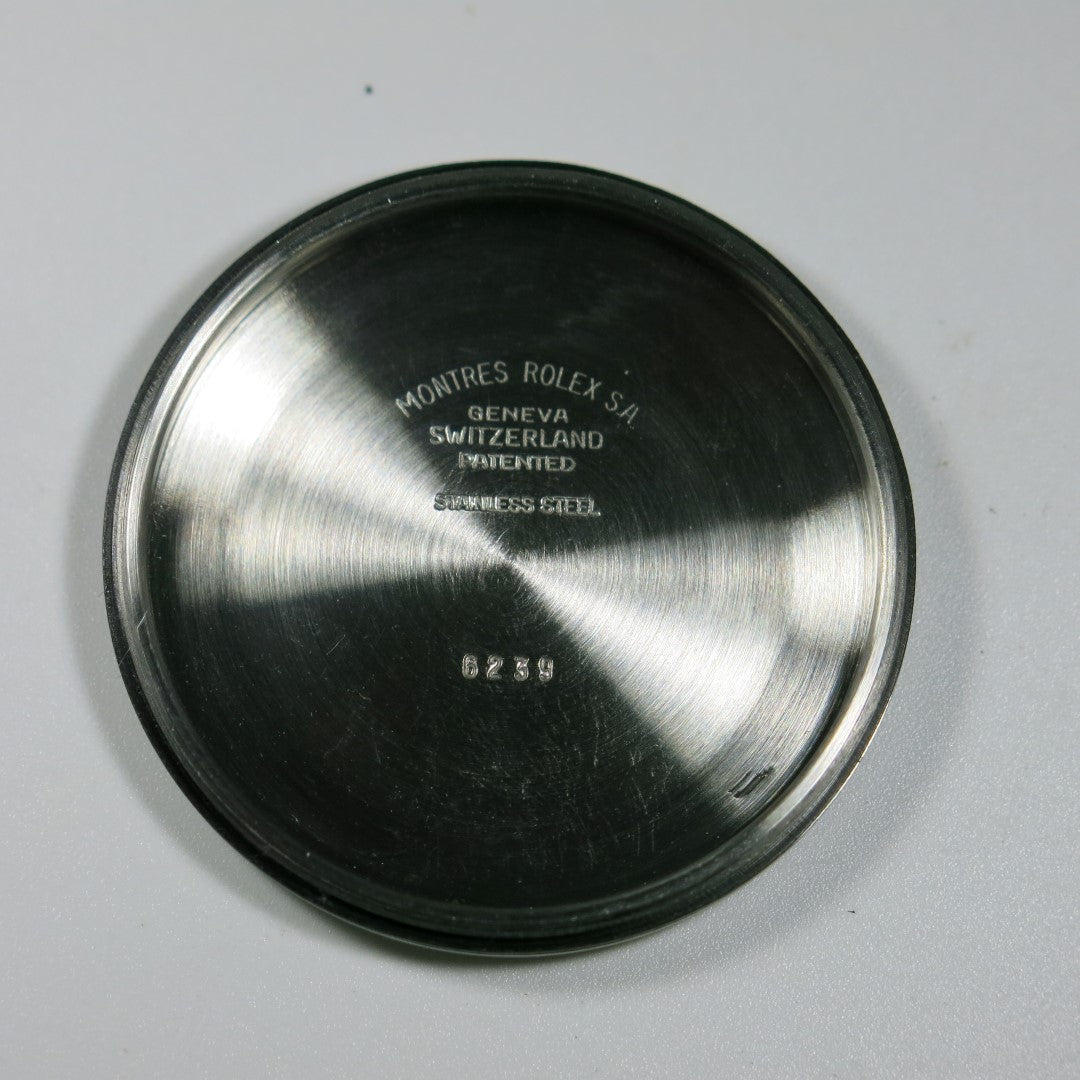 MONTRES ROLEX S.A.
GENEVA
SWITZERLAND
PATENTED
STAINLESS STEEL
6239